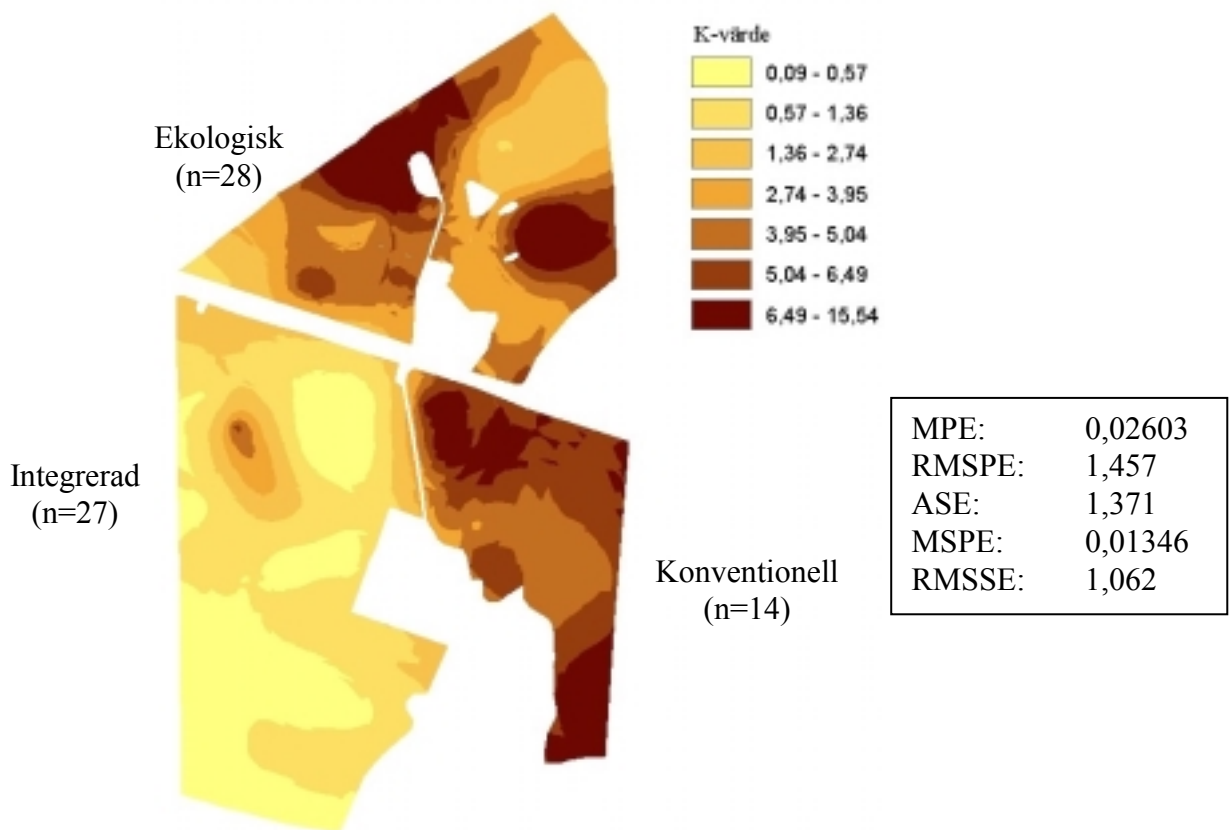 K-värde
0,09 - 0,57
0,57 - 1,36
1,36 - 2,74
2,74 - 3,95
3,95 - 5,04
5,04 - 6,49
6,49 - 15,54
Ekologisk
(n=28)
Integrerad
(n=27)
Konventionell
(n=14)
MPE: 0,02603
RMSPE: 1,457
ASE: 1,371
MSPE: 0,01346
RMSSE: 1,062